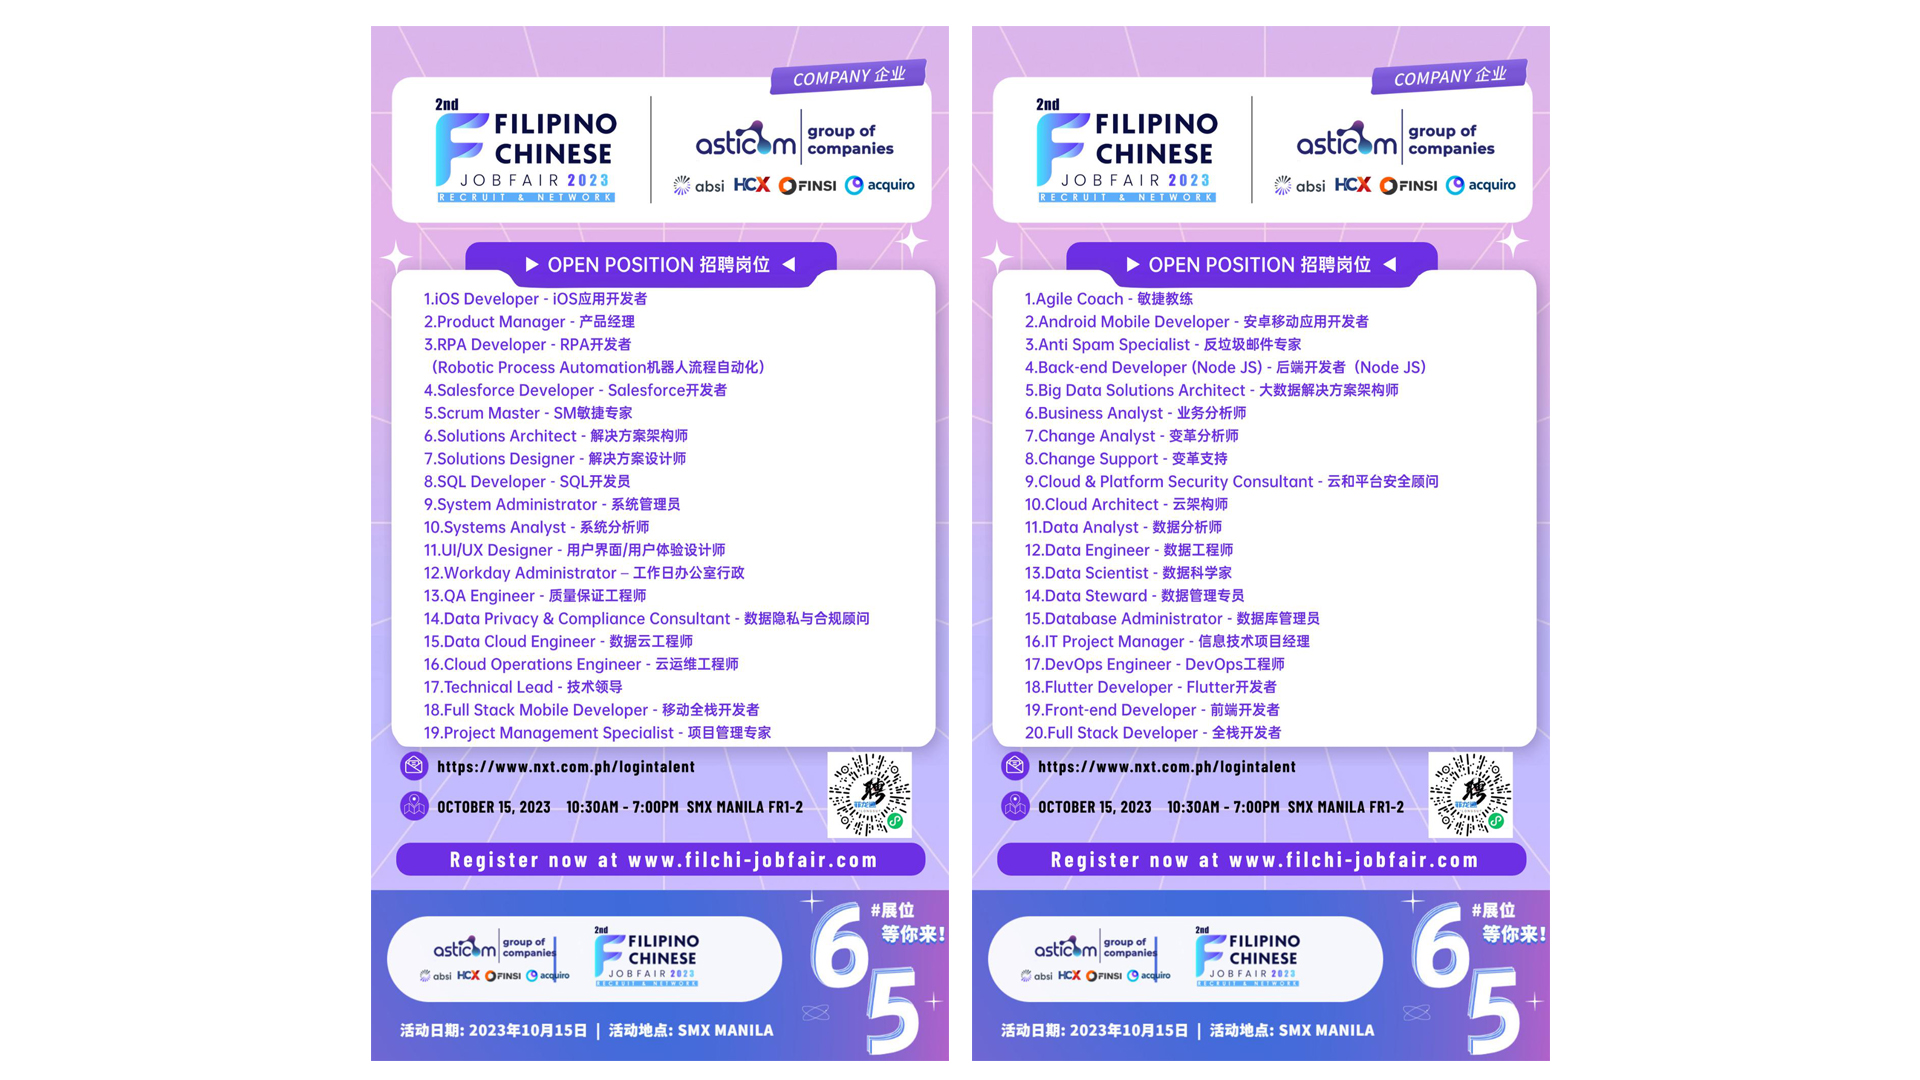 COMPANY 企业
2nd
FILIPINO
CHINESE
JOBFAIR 2023
RECRUIT & NETWORK
asticom group of companies
absi HCX FINSI acquiro
OPEN POSITION 招聘岗位
1.iOS Developer - iOS应用开发者
2.Product Manager - 产品经理
3.RPA Developer - RPA开发者
（Robotic Process Automation机器人流程自动化）
4.Salesforce Developer - Salesforce开发者
5.Scrum Master - SM敏捷专家
6.Solutions Architect - 解决方案架构师
7.Solutions Designer - 解决方案设计师
8.SQL Developer - SQL开发员
9.System Administrator - 系统管理员
10.Systems Analyst - 系统分析师
11.UI/UX Designer - 用户界面/用户体验设计师
12.Workday Administrator – 工作日办公室行政
13.QA Engineer - 质量保证工程师
14.Data Privacy & Compliance Consultant - 数据隐私与合规顾问
15.Data Cloud Engineer - 数据云工程师
16.Cloud Operations Engineer - 云运维工程师
17.Technical Lead - 技术领导
18.Full Stack Mobile Developer - 移动全栈开发者
19.Project Management Specialist - 项目管理专家
https://www.nxt.com.ph/logintalent
OCTOBER 15, 2023 10:30AM - 7:00PM SMX MANILA FR1-2
聘
菲龙网
Register now at www.filchi-jobfair.com
asticom group of companies
absi HCX FINSI acquiro
2nd
FILIPINO
CHINESE
JOBFAIR 2023
RECRUIT & NETWORK
#展位
等你来!
65
活动日期: 2023年10月15日 | 活动地点: SMX MANILA
COMPANY 企业
2nd
FILIPINO
CHINESE
JOBFAIR 2023
RECRUIT & NETWORK
asticom group of companies
absi HCX FINSI acquiro
OPEN POSITION 招聘岗位
1.Agile Coach - 敏捷教练
2.Android Mobile Developer - 安卓移动应用开发者
3.Anti Spam Specialist - 反垃圾邮件专家
4.Back-end Developer (Node JS) - 后端开发者（Node JS）
5.Big Data Solutions Architect - 大数据解决方案架构师
6.Business Analyst - 业务分析师
7.Change Analyst - 变革分析师
8.Change Support - 变革支持
9.Cloud & Platform Security Consultant - 云和平台安全顾问
10.Cloud Architect - 云架构师
11.Data Analyst - 数据分析师
12.Data Engineer - 数据工程师
13.Data Scientist - 数据科学家
14.Data Steward - 数据管理专员
15.Database Administrator - 数据库管理员
16.IT Project Manager - 信息技术项目经理
17.DevOps Engineer - DevOps工程师
18.Flutter Developer - Flutter开发者
19.Front-end Developer - 前端开发者
20.Full Stack Developer - 全栈开发者
https://www.nxt.com.ph/logintalent
OCTOBER 15, 2023 10:30AM - 7:00PM SMX MANILA FR1-2
聘
菲龙网
Register now at www.filchi-jobfair.com
asticom group of companies
absi HCX FINSI acquiro
2nd
FILIPINO
CHINESE
JOBFAIR 2023
RECRUIT & NETWORK
#展位
等你来!
65
活动日期: 2023年10月15日 | 活动地点: SMX MANILA